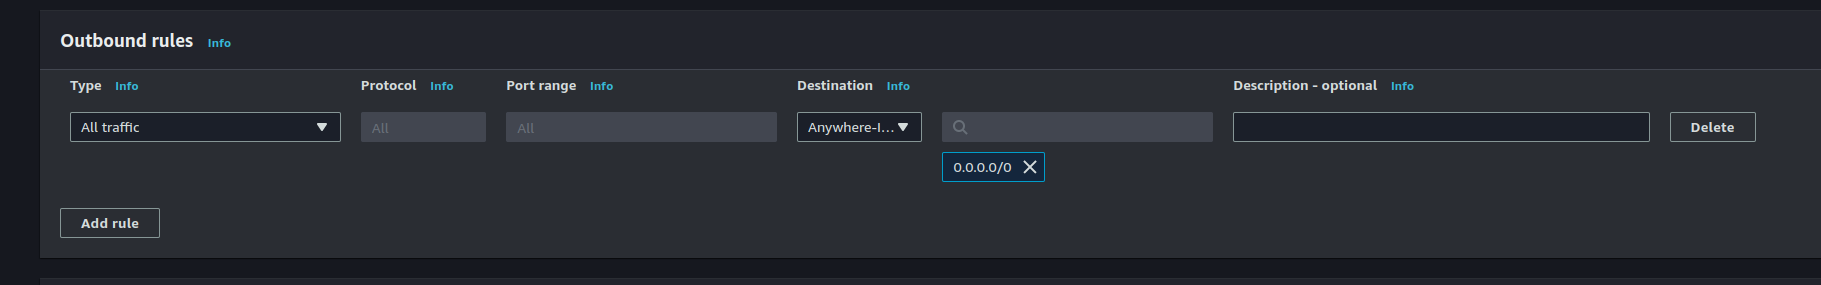 Outbound rules Info
Type Info Protocol Info Port range Info Destination Info Description - optional Info
All traffic All All Anywhere-I... Delete
0.0.0.0/0
Add rule